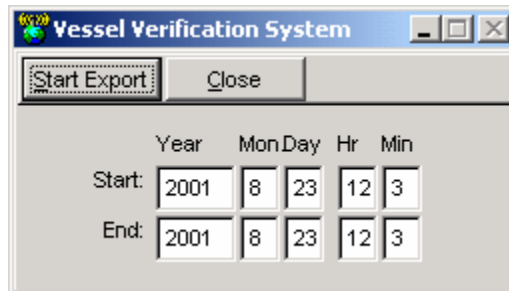 Vessel Verification System
Start Export Close
Year Mon Day Hr Min
Start: 2001 8 23 12 3
End: 2001 8 23 12 3